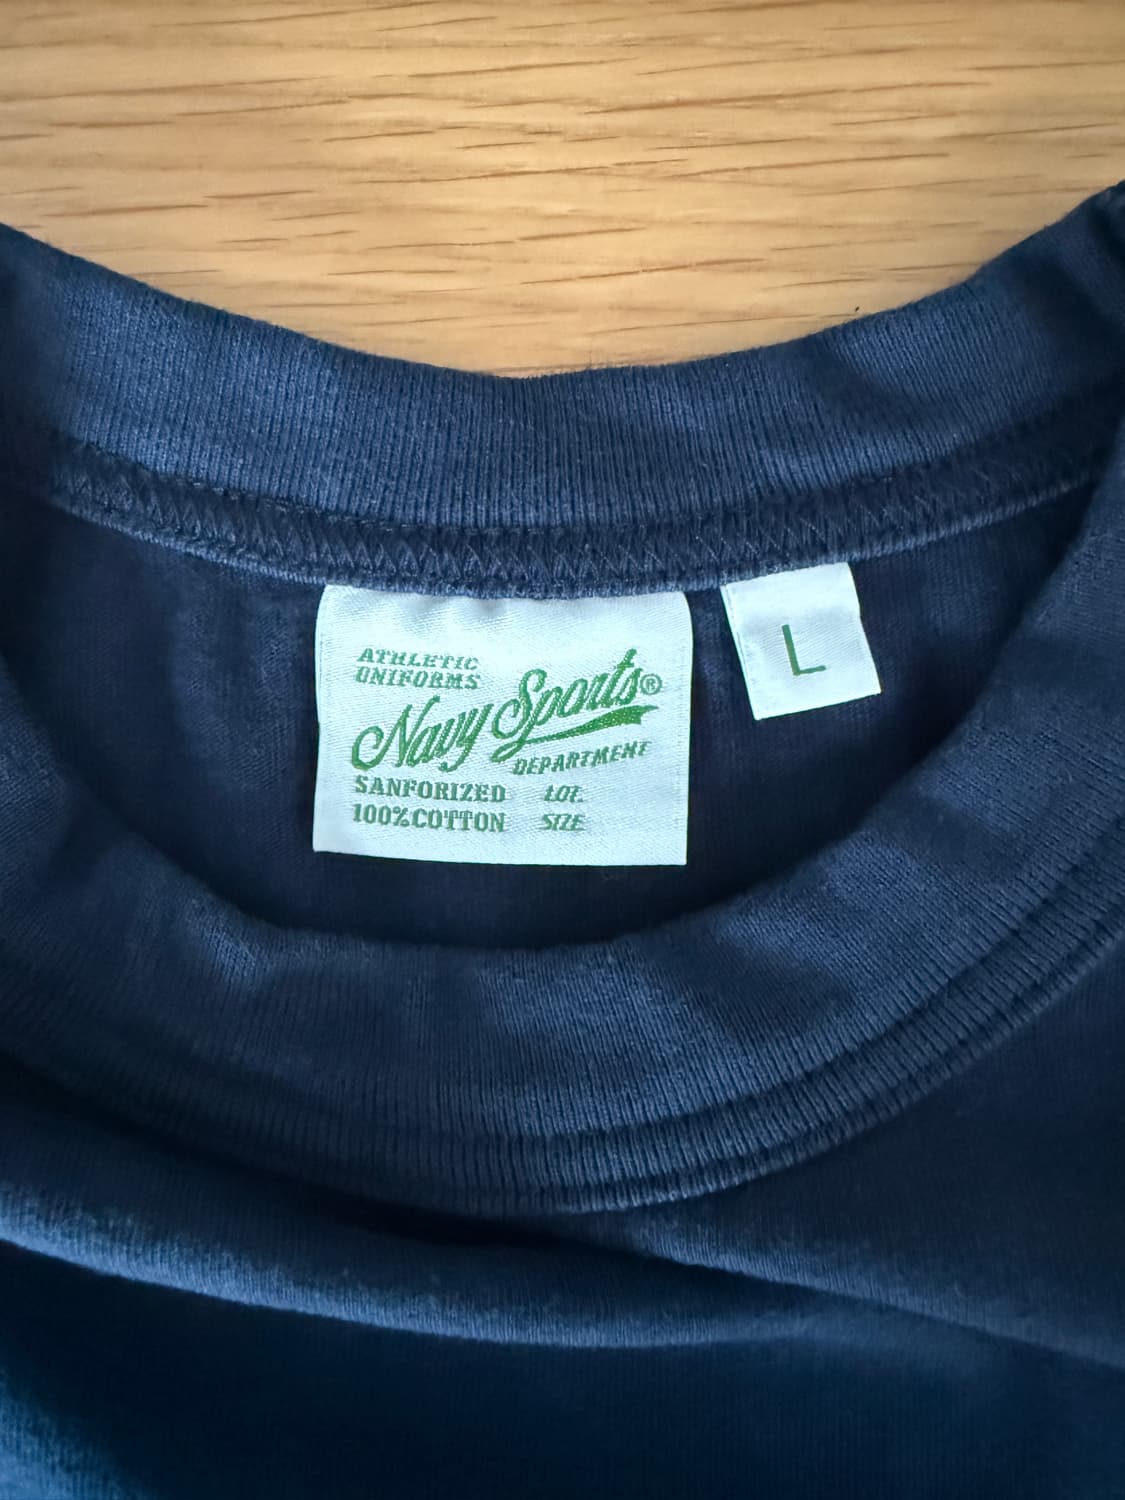 ATHLETIC
UNIFORMS
Navy Sports®
DEPARTMENT
SANFORIZED LOT.
100%COTTON SIZE
L